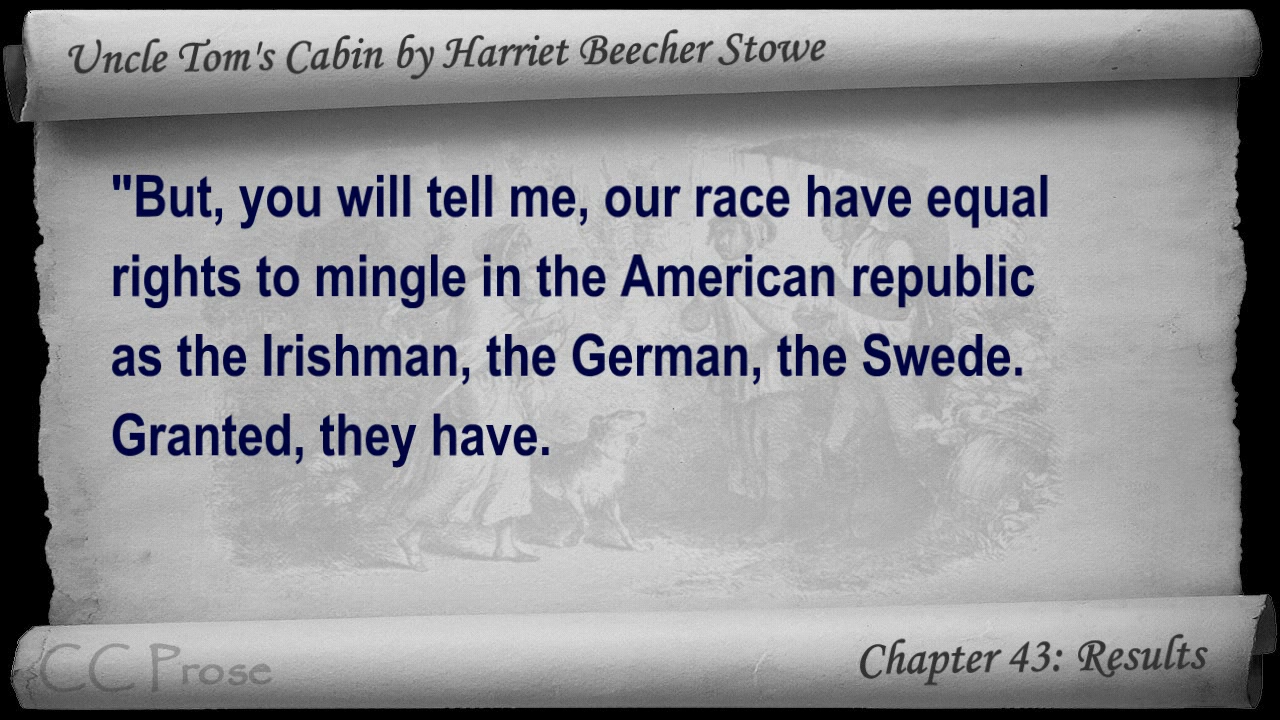 Uncle Tom's Cabin by Harriet Beecher Stowe
"But, you will tell me, our race have equal
rights to mingle in the American republic
as the Irishman, the German, the Swede.
Granted, they have.
CC Prose
Chapter 43: Results